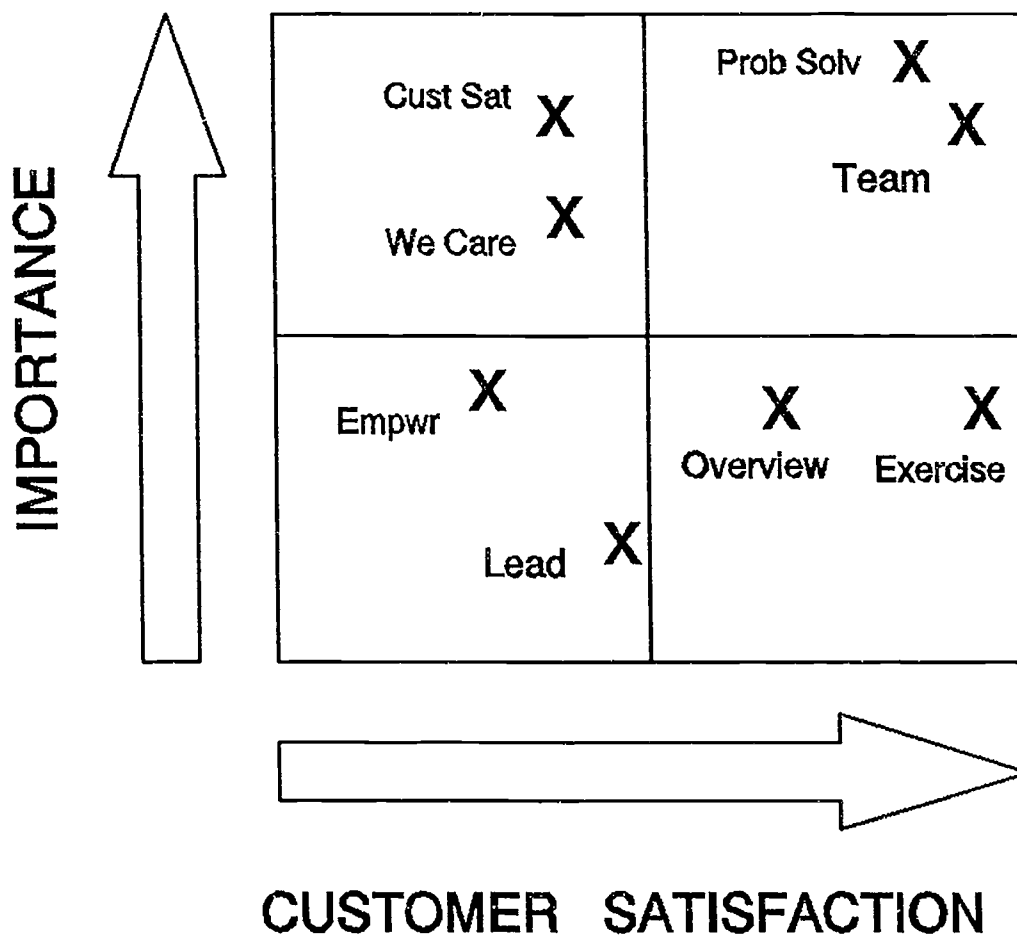 IMPORTANCE
Prob Solv X
Cust Sat X
X
Team
We Care X
Empwr X
X X
Overview Exercise
Lead X
CUSTOMER SATISFACTION